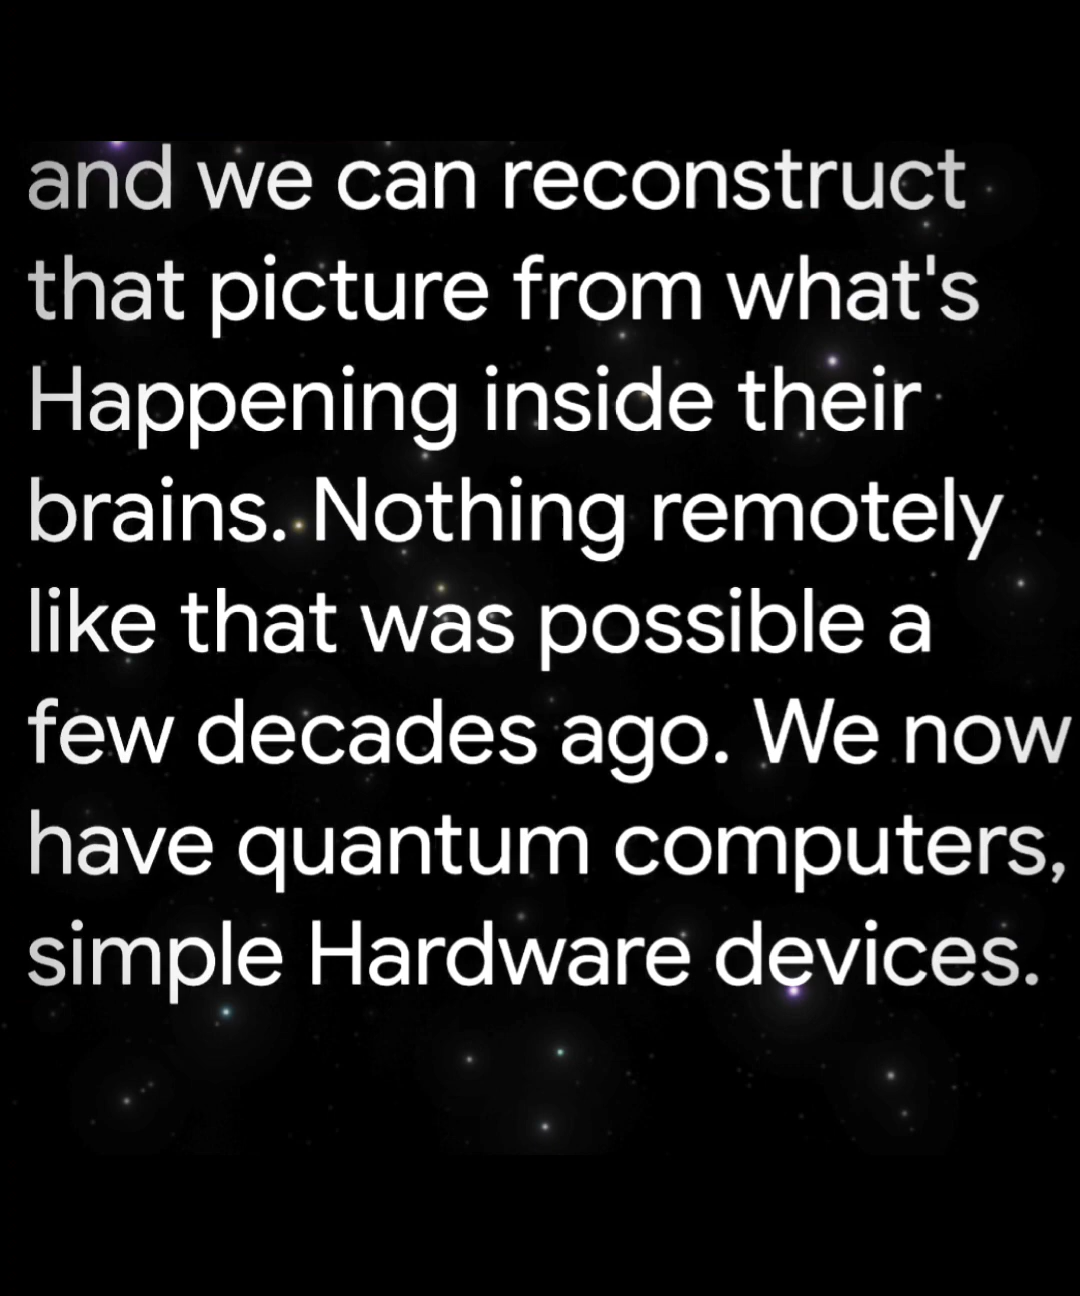 and we can reconstruct
that picture from what's
Happening inside their
brains. Nothing remotely
like that was possible a
few decades ago. We now
have quantum computers,
simple Hardware devices.